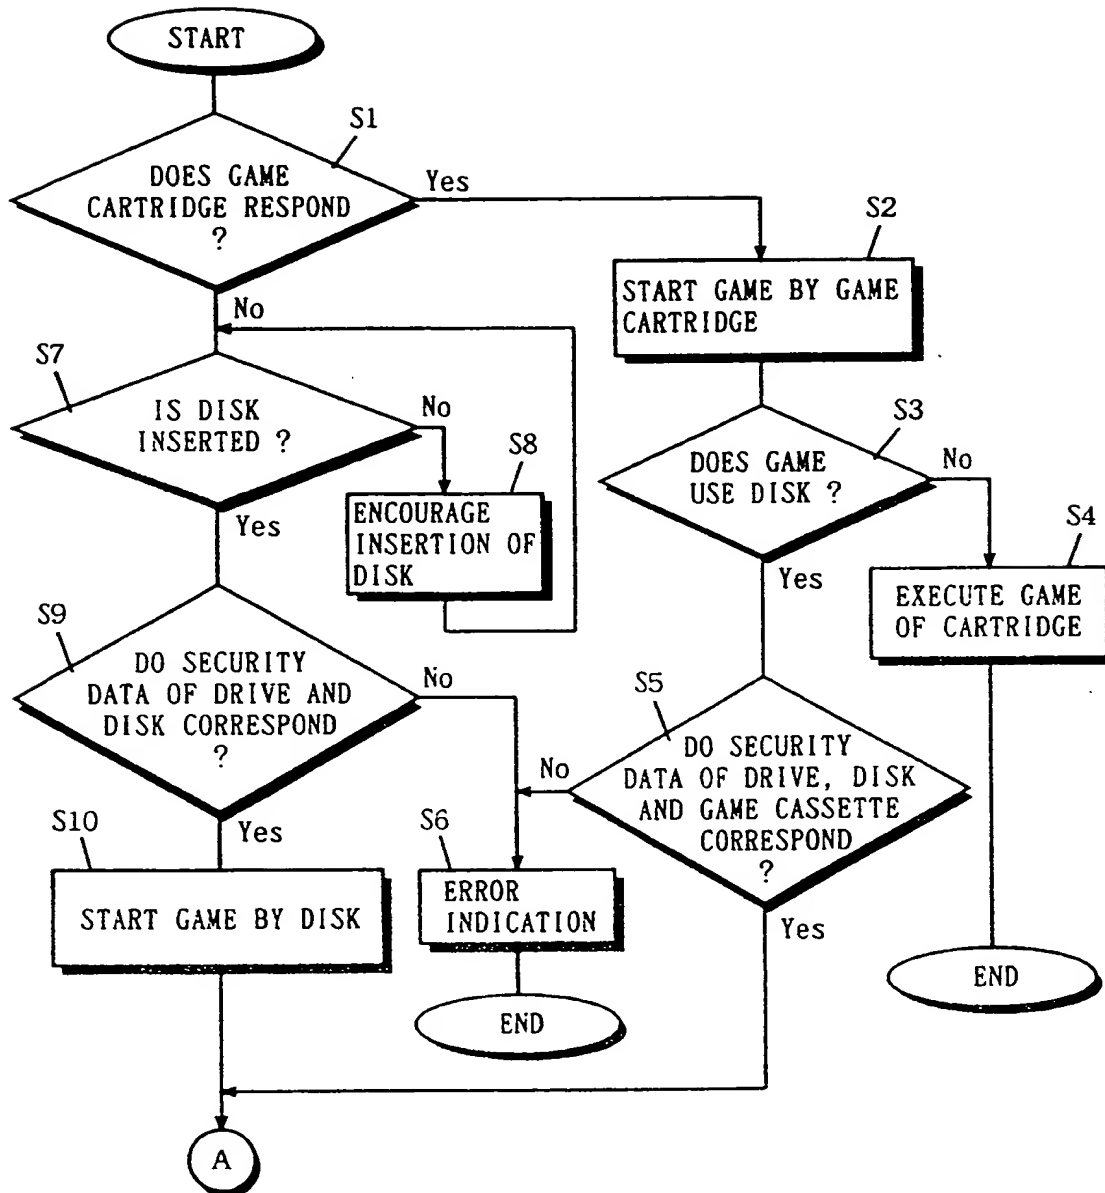 START
S1
DOES GAME
CARTRIDGE RESPOND
?
Yes
No
S2
START GAME BY GAME
CARTRIDGE
S7
IS DISK
INSERTED ?
No
Yes
S8
ENCOURAGE
INSERTION OF
DISK
S3
DOES GAME
USE DISK ?
No
Yes
S4
EXECUTE GAME
OF CARTRIDGE
S9
DO SECURITY
DATA OF DRIVE AND
DISK CORRESPOND
?
No
Yes
S5
DO SECURITY
DATA OF DRIVE, DISK
AND GAME CASSETTE
CORRESPOND
?
No
Yes
S10
START GAME BY DISK
S6
ERROR
INDICATION
END
END
A